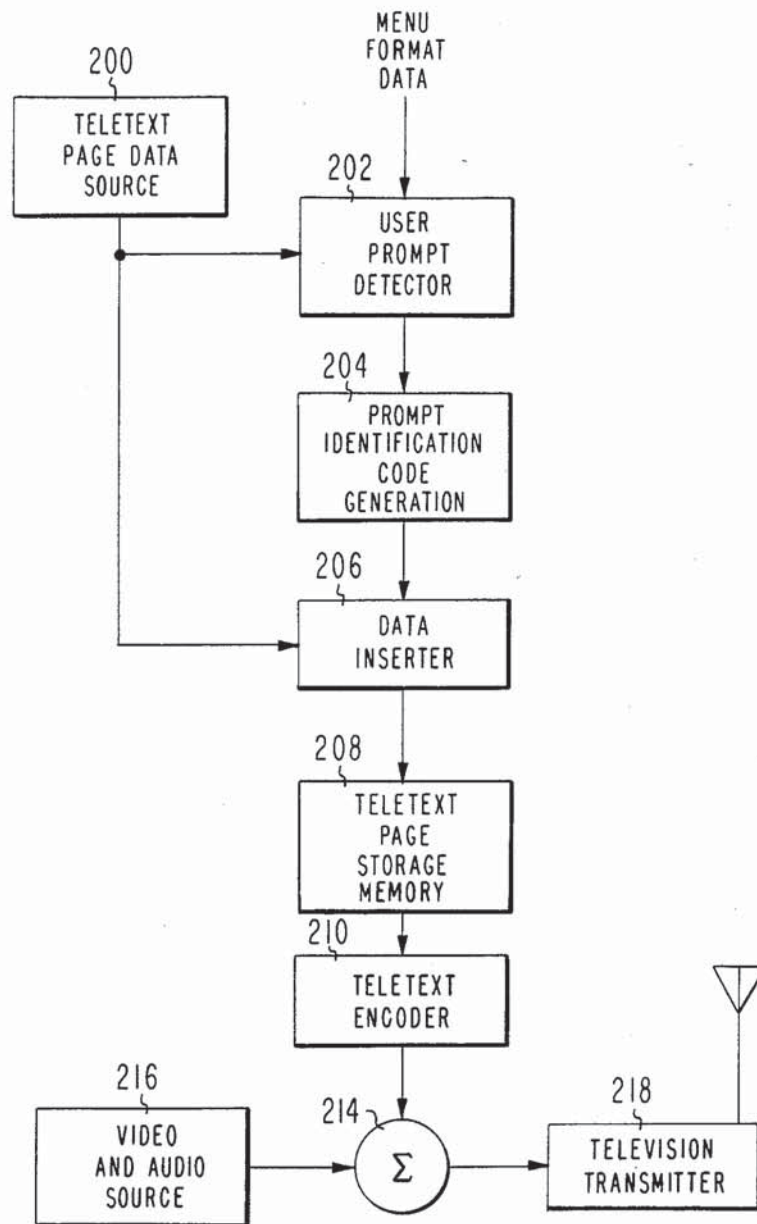 MENU
FORMAT
DATA
200
TELETEXT
PAGE DATA
SOURCE
202
USER
PROMPT
DETECTOR
204
PROMPT
IDENTIFICATION
CODE
GENERATION
206
DATA
INSERTER
208
TELETEXT
PAGE
STORAGE
MEMORY
210
TELETEXT
ENCODER
216
VIDEO
AND AUDIO
SOURCE
214
Σ
218
TELEVISION
TRANSMITTER